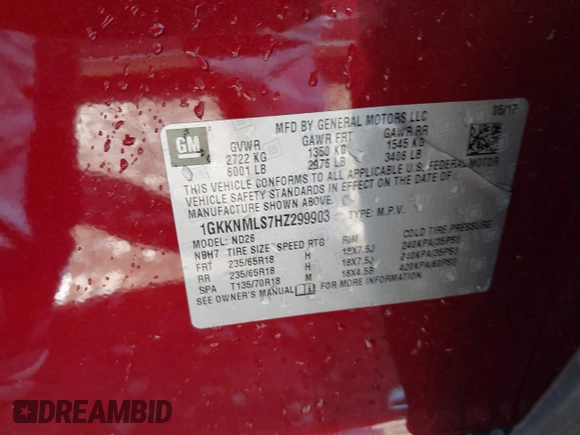 MFD BY GENERAL MOTORS LLC 05/17
GM GVWR GAWR FRT GAWR RR
2722 KG 1350 KG 1545 KG
6001 LB 2976 LB 3406 LB
THIS VEHICLE CONFORMS TO ALL APPLICABLE U.S. FEDERAL MOTOR
VEHICLE SAFETY STANDARDS IN EFFECT ON THE DATE OF
MANUFACTURE SHOWN ABOVE.
1GKKNMLS7HZ299903 TYPE: M.P.V.
MODEL: ND26
NBH7 TIRE SIZE SPEED RTG RIM COLD TIRE PRESSURE
FRT 235/65R18 H 18X7.5J 240KPA(35PSI)
RR 235/65R18 H 18X7.5J 240KPA(35PSI)
SPA T135/70R18 M 18X4.5B 420KPA(60PSI)
SEE OWNER'S MANUAL FOR MORE INFORMATION.
DREAMBID